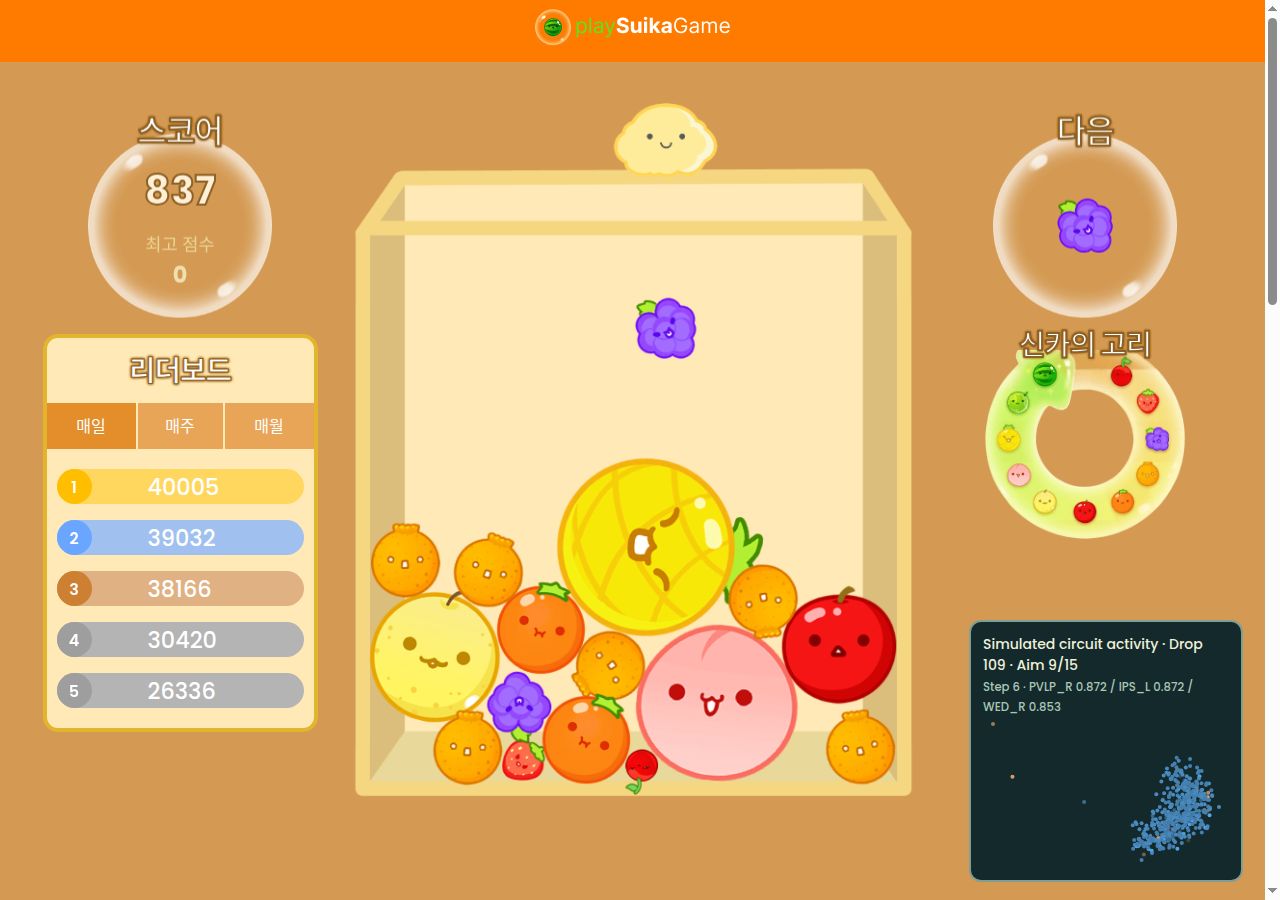 playSuikaGame
스코어
837
최고 점수
0
다음
리더보드
매일
매주
매월
1 40005
2 39032
3 38166
4 30420
5 26336
신카의 고리
Simulated circuit activity · Drop
109 · Aim 9/15
Step 6 · PVLP_R 0.872 / IPS_L 0.872 /
WED_R 0.853